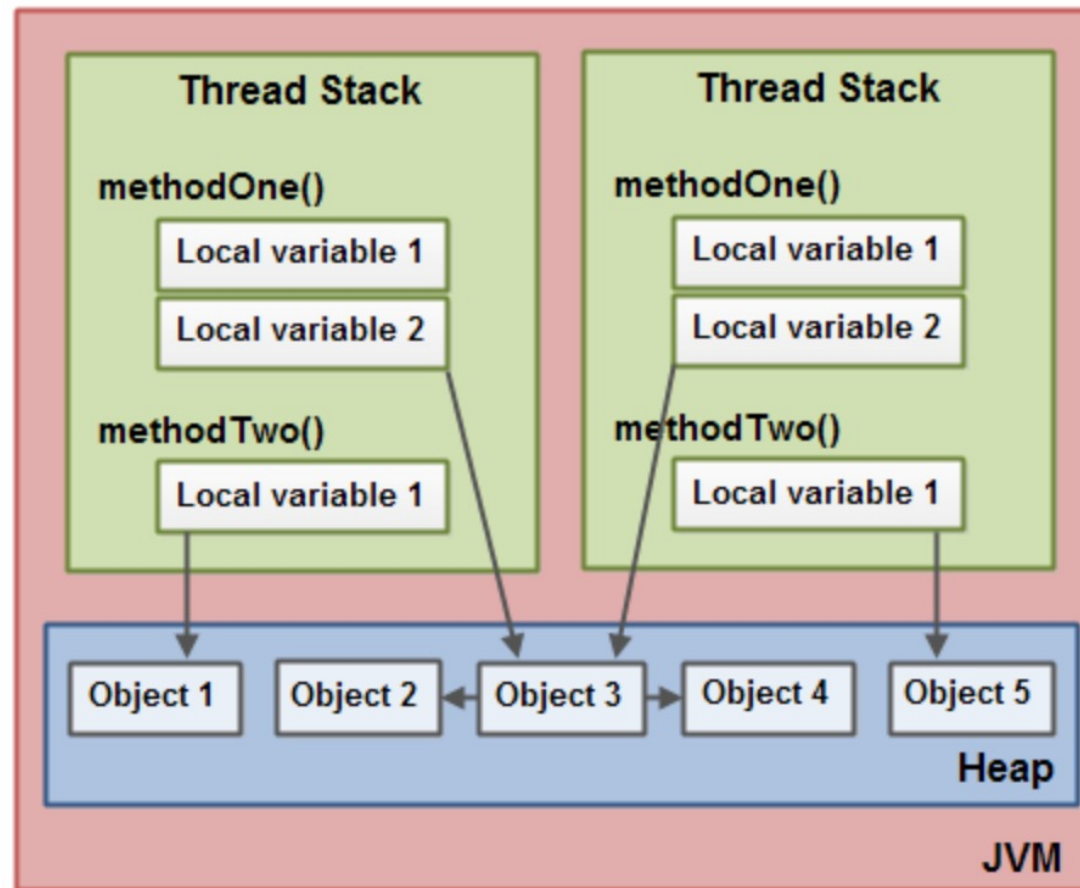 Thread Stack
methodOne()
Local variable 1
Local variable 2
methodTwo()
Local variable 1
Thread Stack
methodOne()
Local variable 1
Local variable 2
methodTwo()
Local variable 1
Object 1
Object 2
Object 3
Object 4
Object 5
Heap
JVM